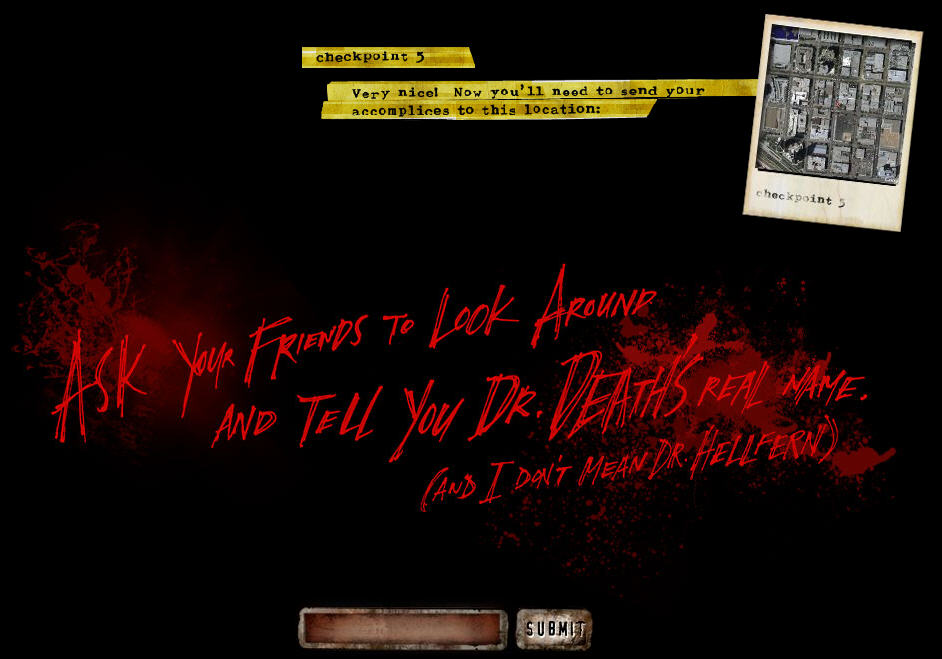 checkpoint 5
Very nice! Now you'll need to send your
accomplices to this location:
checkpoint 5
ASK YOUR FRIENDS TO LOOK AROUND
AND TELL YOU DR. DEATH'S REAL NAME.
(AND I DON'T MEAN DR. HELLFERN!)
SUBMIT